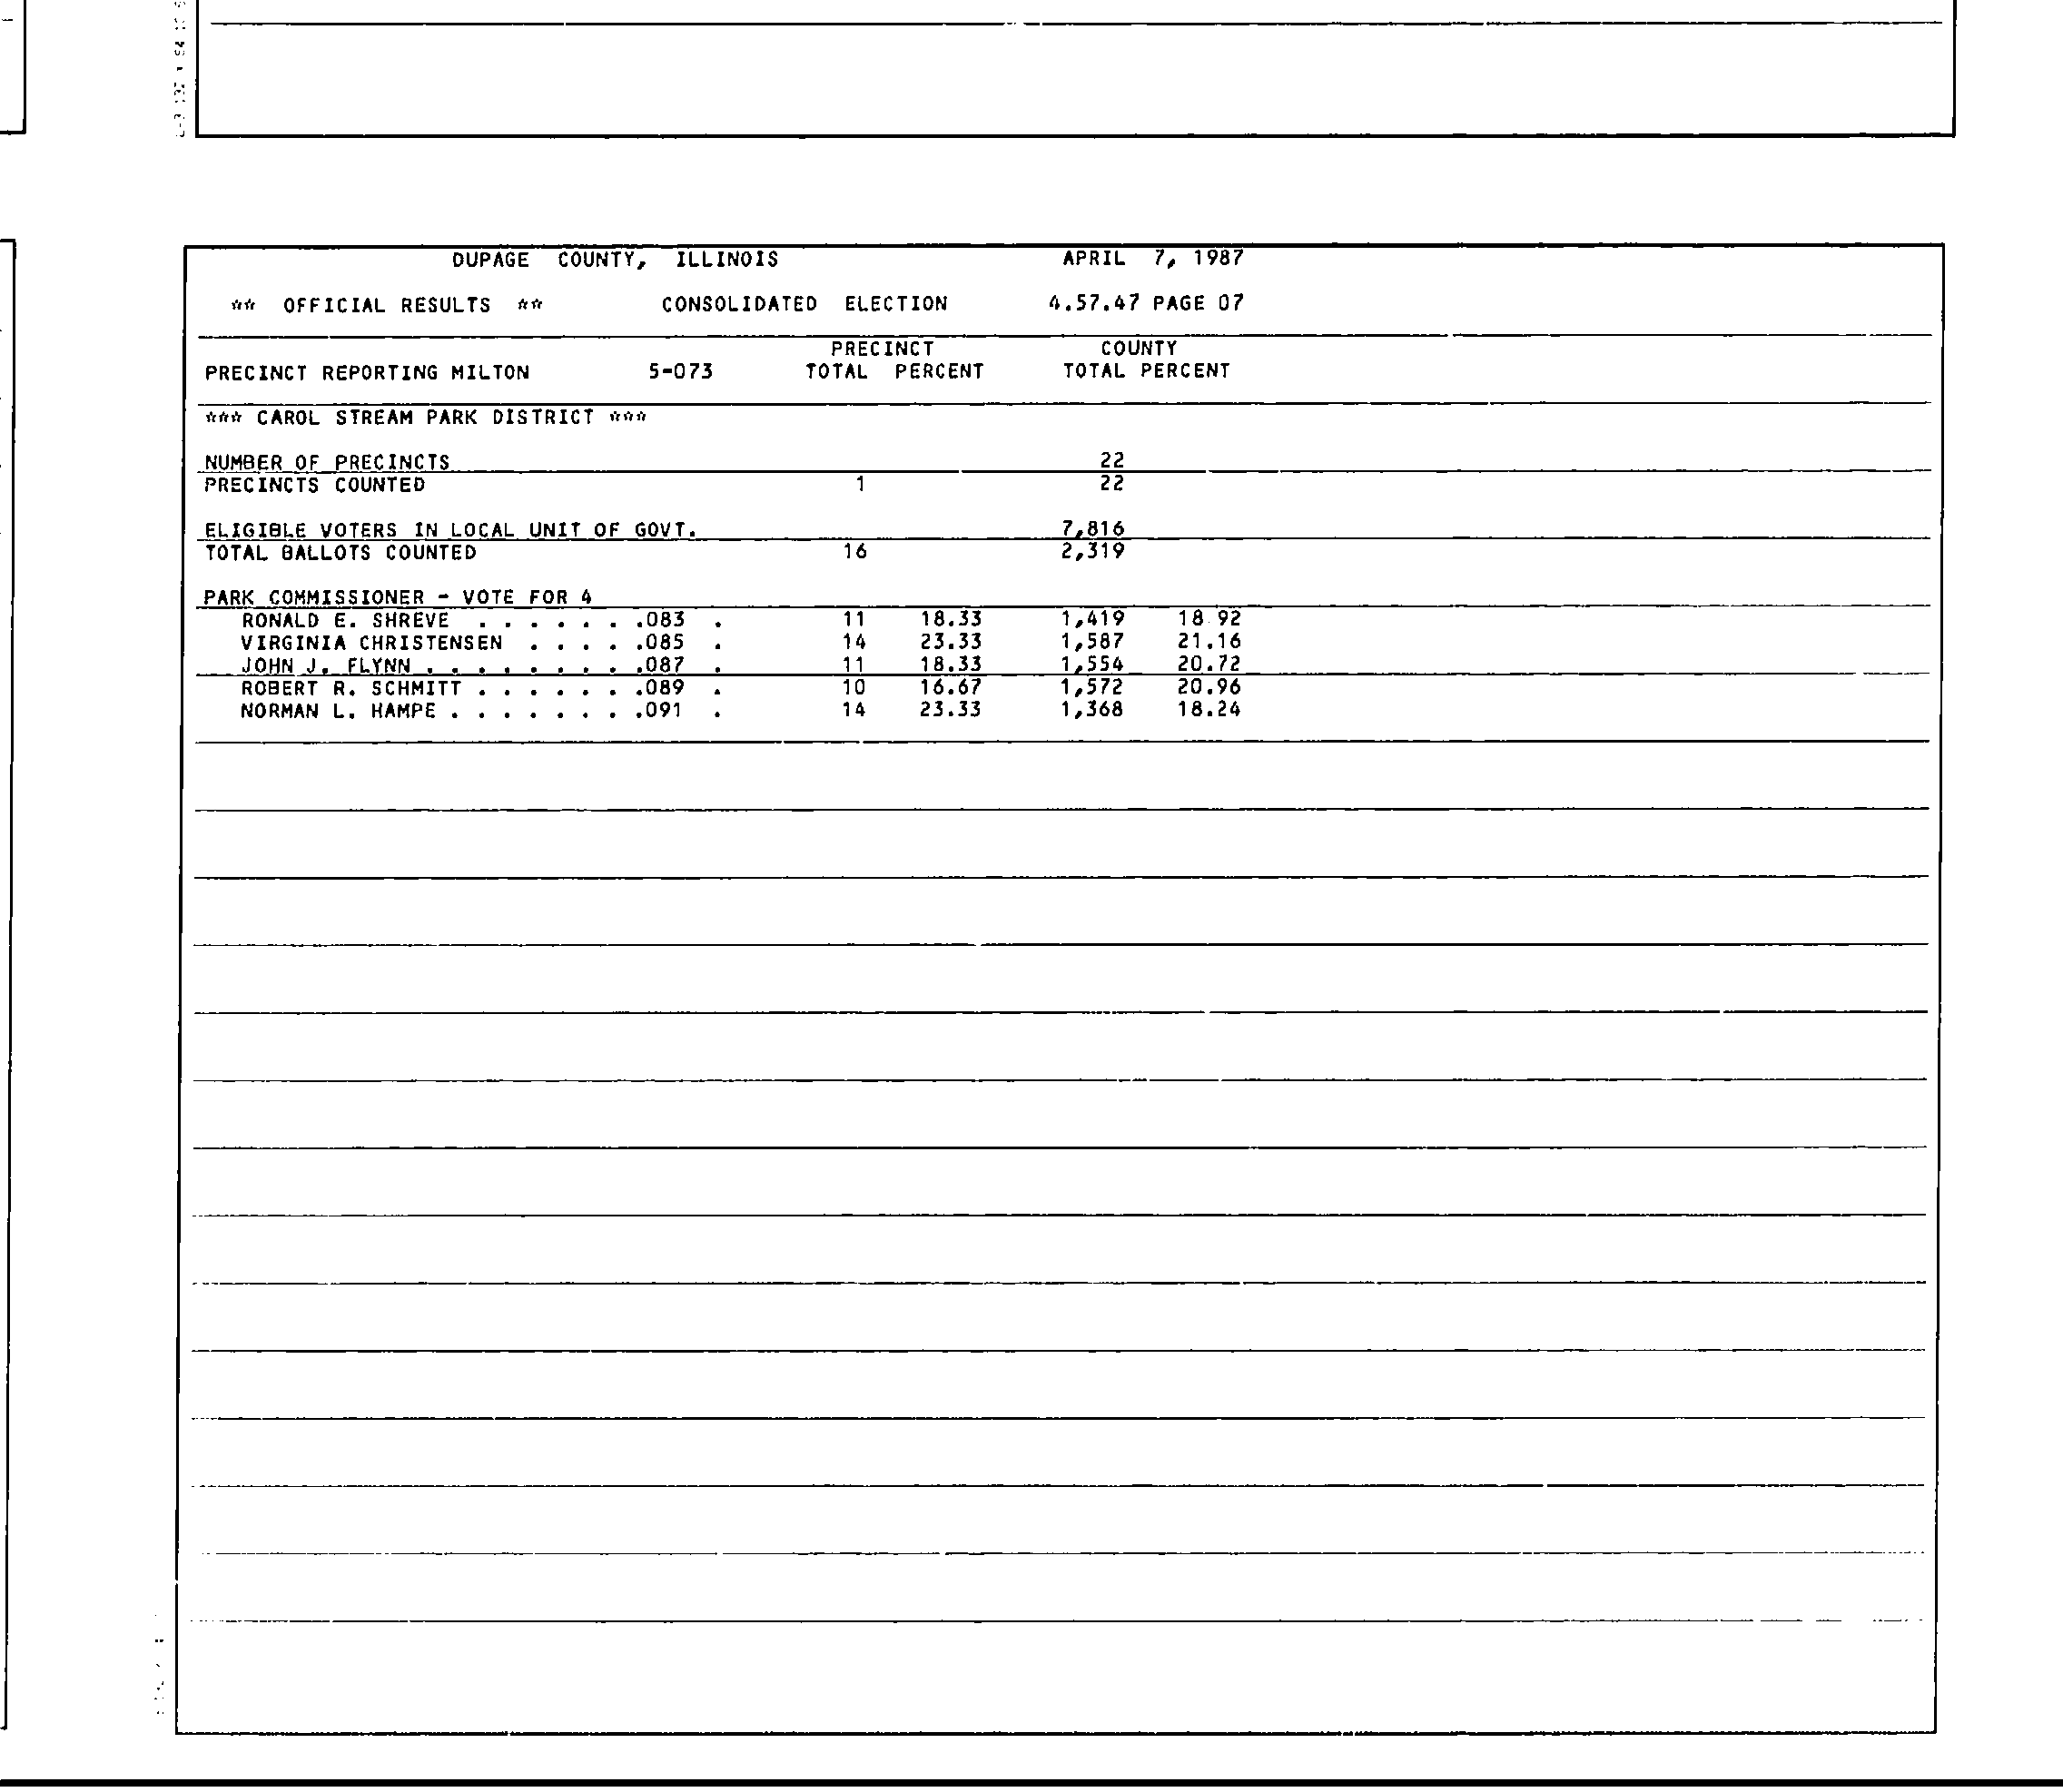 DUPAGE COUNTY, ILLINOIS APRIL 7, 1987
** OFFICIAL RESULTS ** CONSOLIDATED ELECTION 4.57.47 PAGE 07
PRECINCT COUNTY
PRECINCT REPORTING MILTON 5-073 TOTAL PERCENT TOTAL PERCENT
*** CAROL STREAM PARK DISTRICT ***
NUMBER OF PRECINCTS 22
PRECINCTS COUNTED 1 22
ELIGIBLE VOTERS IN LOCAL UNIT OF GOVT. 7,816
TOTAL BALLOTS COUNTED 16 2,319
PARK COMMISSIONER - VOTE FOR 4
RONALD E. SHREVE . . . . . . .083 . 11 18.33 1,419 18.92
VIRGINIA CHRISTENSEN . . . . .085 . 14 23.33 1,587 21.16
JOHN J. FLYNN . . . . . . . . .087 . 11 18.33 1,554 20.72
ROBERT R. SCHMITT . . . . . . .089 . 10 16.67 1,572 20.96
NORMAN L. HAMPE . . . . . . . .091 . 14 23.33 1,368 18.24